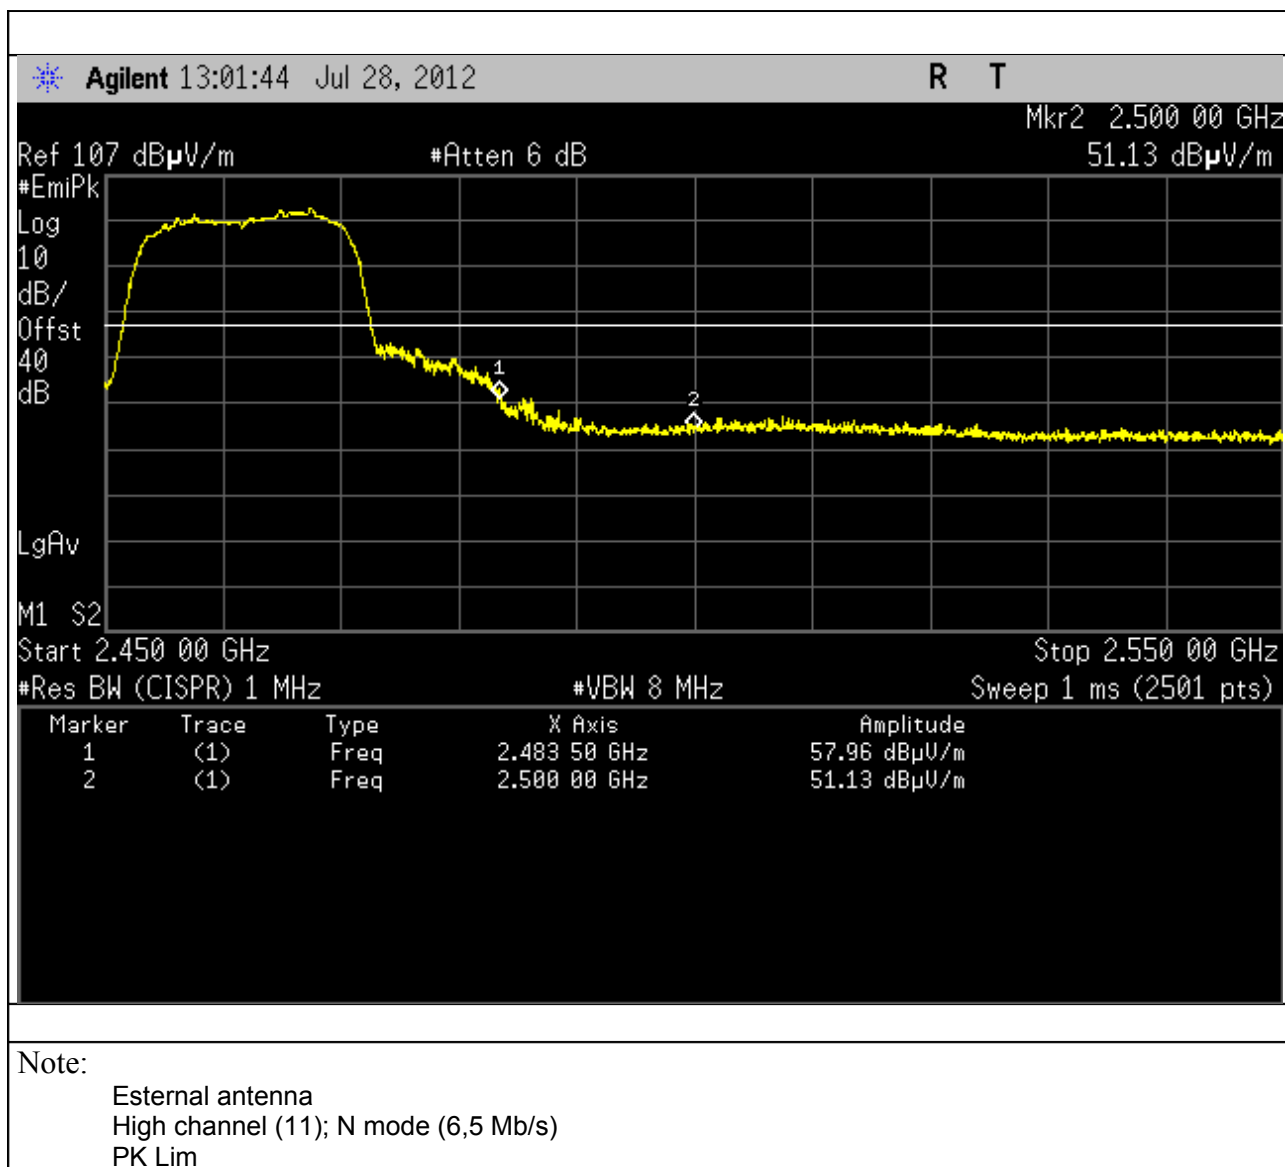 Agilent 13:01:44 Jul 28, 2012 R T
Mkr2 2.500 00 GHz
Ref 107 dBµV/m #Atten 6 dB 51.13 dBµV/m
#EmiPk
Log
10
dB/
Offst
40
dB
1
2
LgAv
M1 S2
Start 2.450 00 GHz Stop 2.550 00 GHz
#Res BW (CISPR) 1 MHz #VBW 8 MHz Sweep 1 ms (2501 pts)
Marker Trace Type X Axis Amplitude
1 (1) Freq 2.483 50 GHz 57.96 dBµV/m
2 (1) Freq 2.500 00 GHz 51.13 dBµV/m
Note:
Esternal antenna
High channel (11); N mode (6,5 Mb/s)
PK Lim